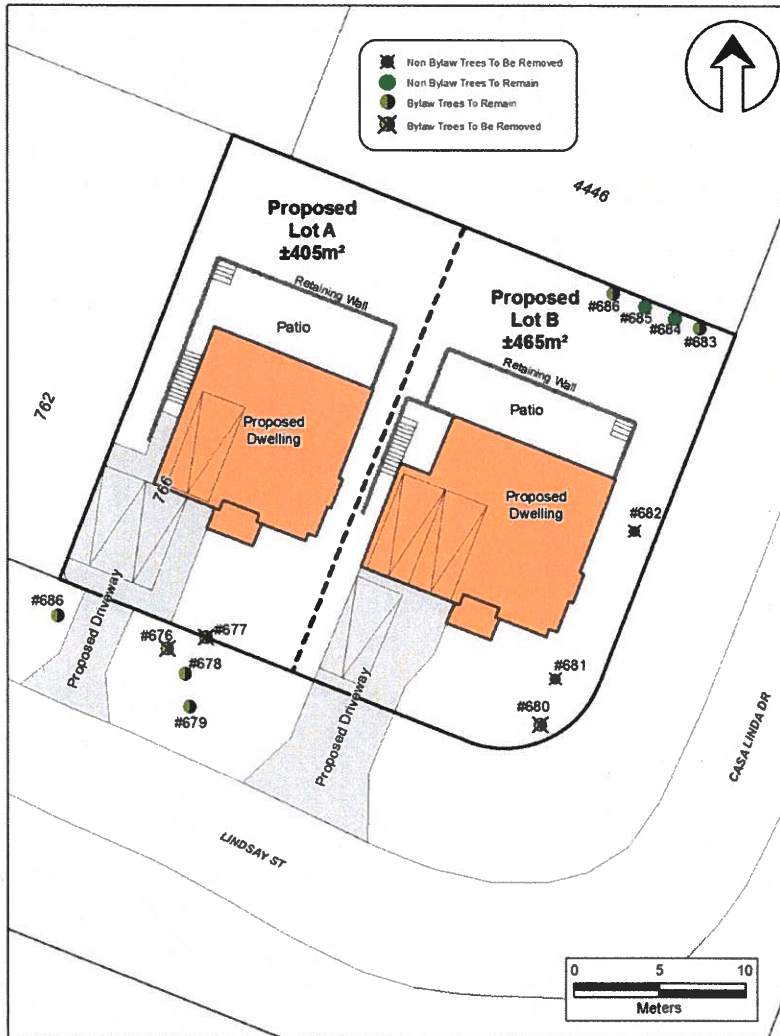 Non Bylaw Trees To Be Removed
Non Bylaw Trees To Remain
Bylaw Trees To Remain
Bylaw Trees To Be Removed
4446
Proposed
Lot A
±405m²
Retaining Wall
Patio
Proposed
Dwelling
762
766
Proposed
Lot B
±465m²
#686
#685
#684
#683
Retaining Wall
Patio
Proposed
Dwelling
#682
#686
Proposed Driveway
#676
#677
#678
#679
Proposed Driveway
#681
#680
CASA LINDA DR
LINDSAY ST
0 5 10
Meters